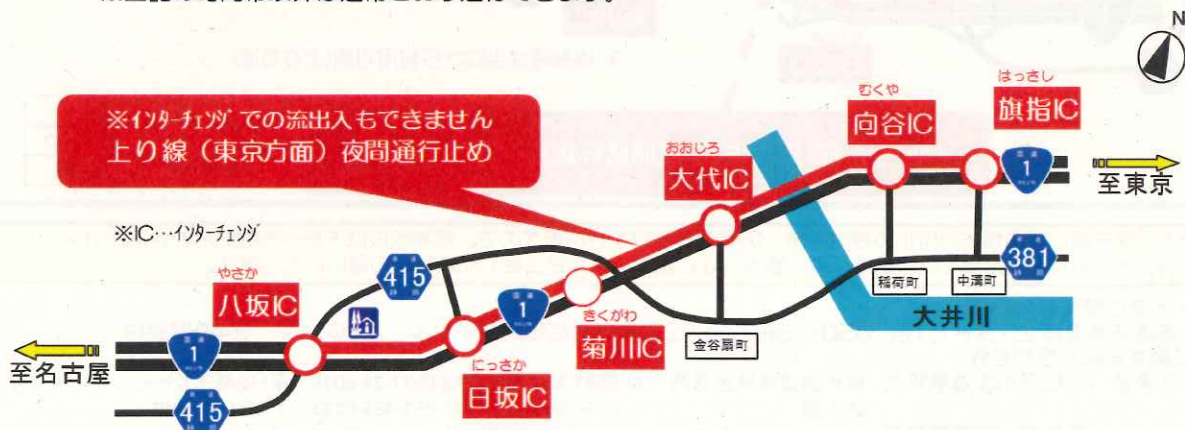 N
はっさし
旗指IC
むくや
向谷IC
おおじろ
大代IC
※インターチェンジでの流出入もできません
上り線（東京方面）夜間通行止め
1
至東京
※IC…インターチェンジ
381
稲荷町
中溝町
大井川
やさか
八坂IC
415
1
きくがわ
菊川IC
金谷扇町
にっさか
日坂IC
1
至名古屋
415